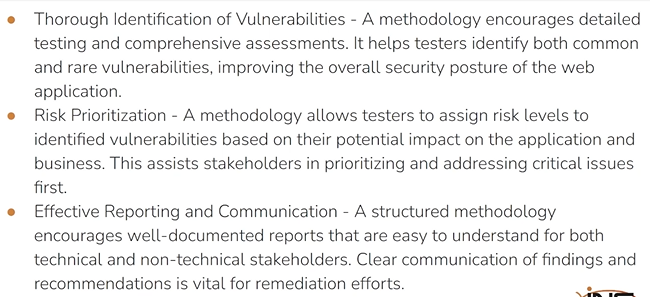 • Thorough Identification of Vulnerabilities - A methodology encourages detailed
testing and comprehensive assessments. It helps testers identify both common
and rare vulnerabilities, improving the overall security posture of the web
application.
• Risk Prioritization - A methodology allows testers to assign risk levels to
identified vulnerabilities based on their potential impact on the application and
business. This assists stakeholders in prioritizing and addressing critical issues
first.
• Effective Reporting and Communication - A structured methodology
encourages well-documented reports that are easy to understand for both
technical and non-technical stakeholders. Clear communication of findings and
recommendations is vital for remediation efforts.